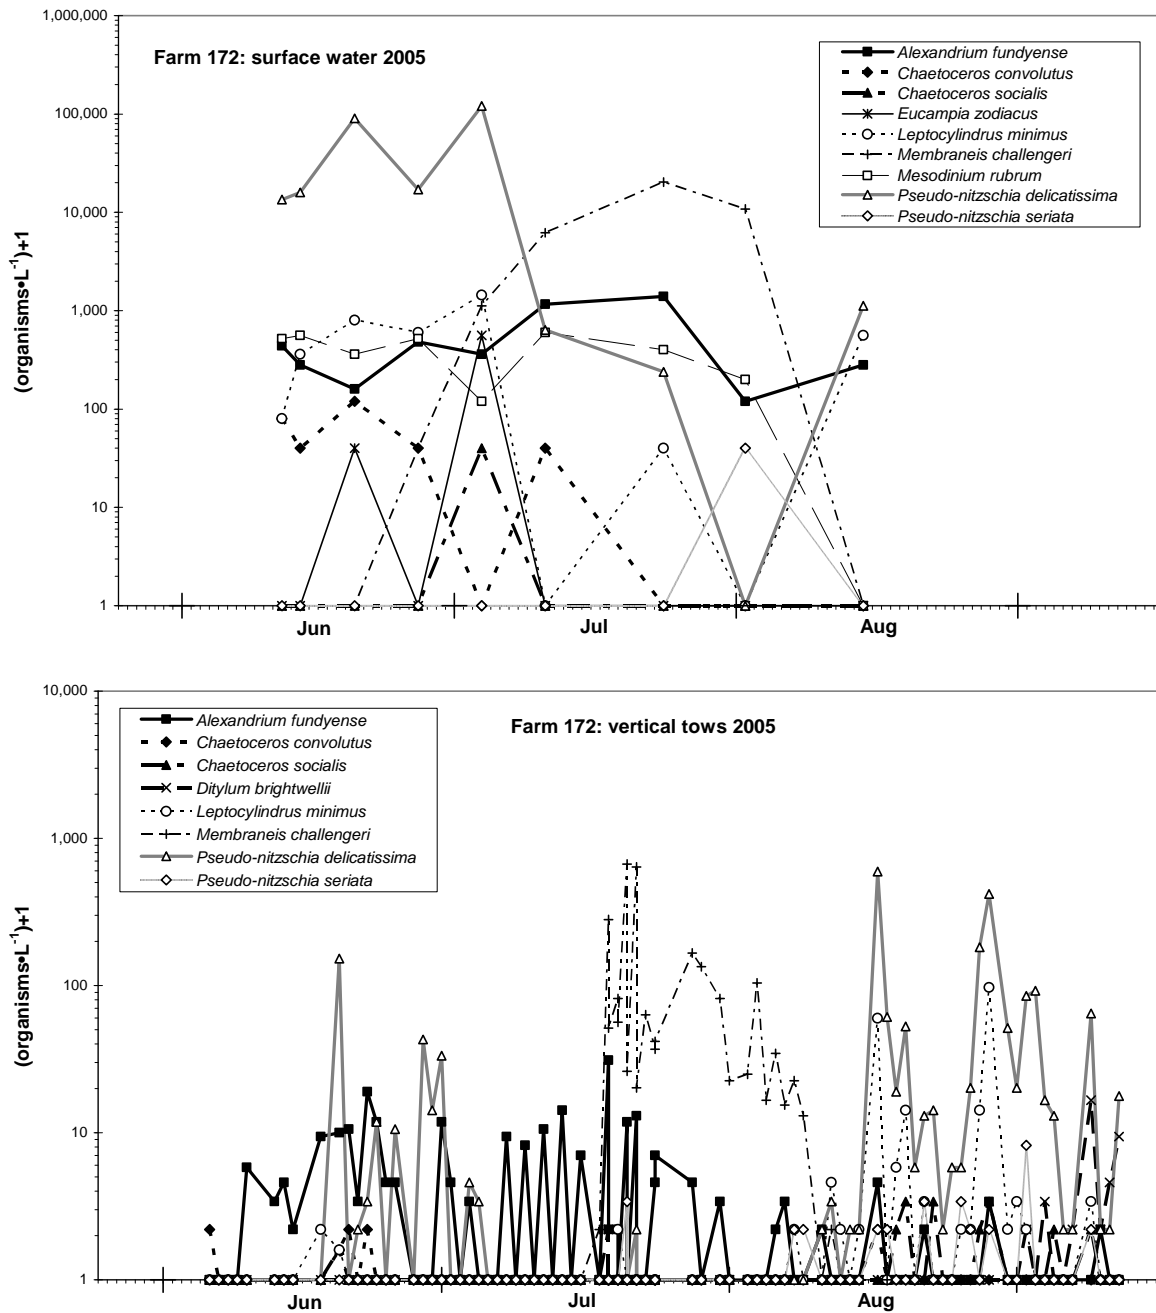 1,000,000
Farm 172: surface water 2005
Alexandrium fundyense
Chaetoceros convolutus
Chaetoceros socialis
Eucampia zodiacus
Leptocylindrus minimus
Membraneis challengeri
Mesodinium rubrum
Pseudo-nitzschia delicatissima
Pseudo-nitzschia seriata
100,000
10,000
1,000
100
10
1
(organisms•L⁻¹)+1
Jun Jul Aug
10,000
Farm 172: vertical tows 2005
Alexandrium fundyense
Chaetoceros convolutus
Chaetoceros socialis
Ditylum brightwellii
Leptocylindrus minimus
Membraneis challengeri
Pseudo-nitzschia delicatissima
Pseudo-nitzschia seriata
1,000
100
10
1
(organisms•L⁻¹)+1
Jun Jul Aug